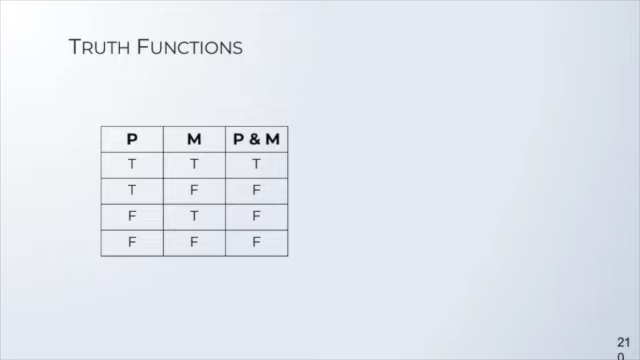 TRUTH FUNCTIONS
P M P & M
T T T
T F F
F T F
F F F
21
0